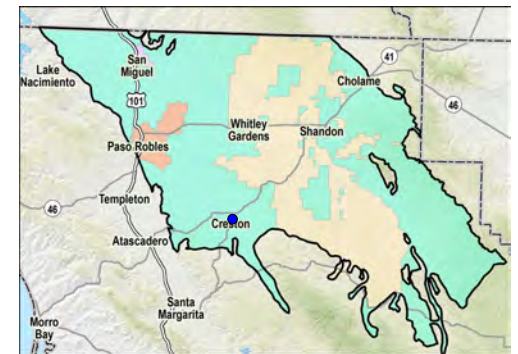 San
Miguel
Lake
Nacimiento
41
Cholame
101
46
Whitley
Gardens
Shandon
Paso Robles
Templeton
46
Creston
Atascadero
Santa
Margarita
Morro
Bay